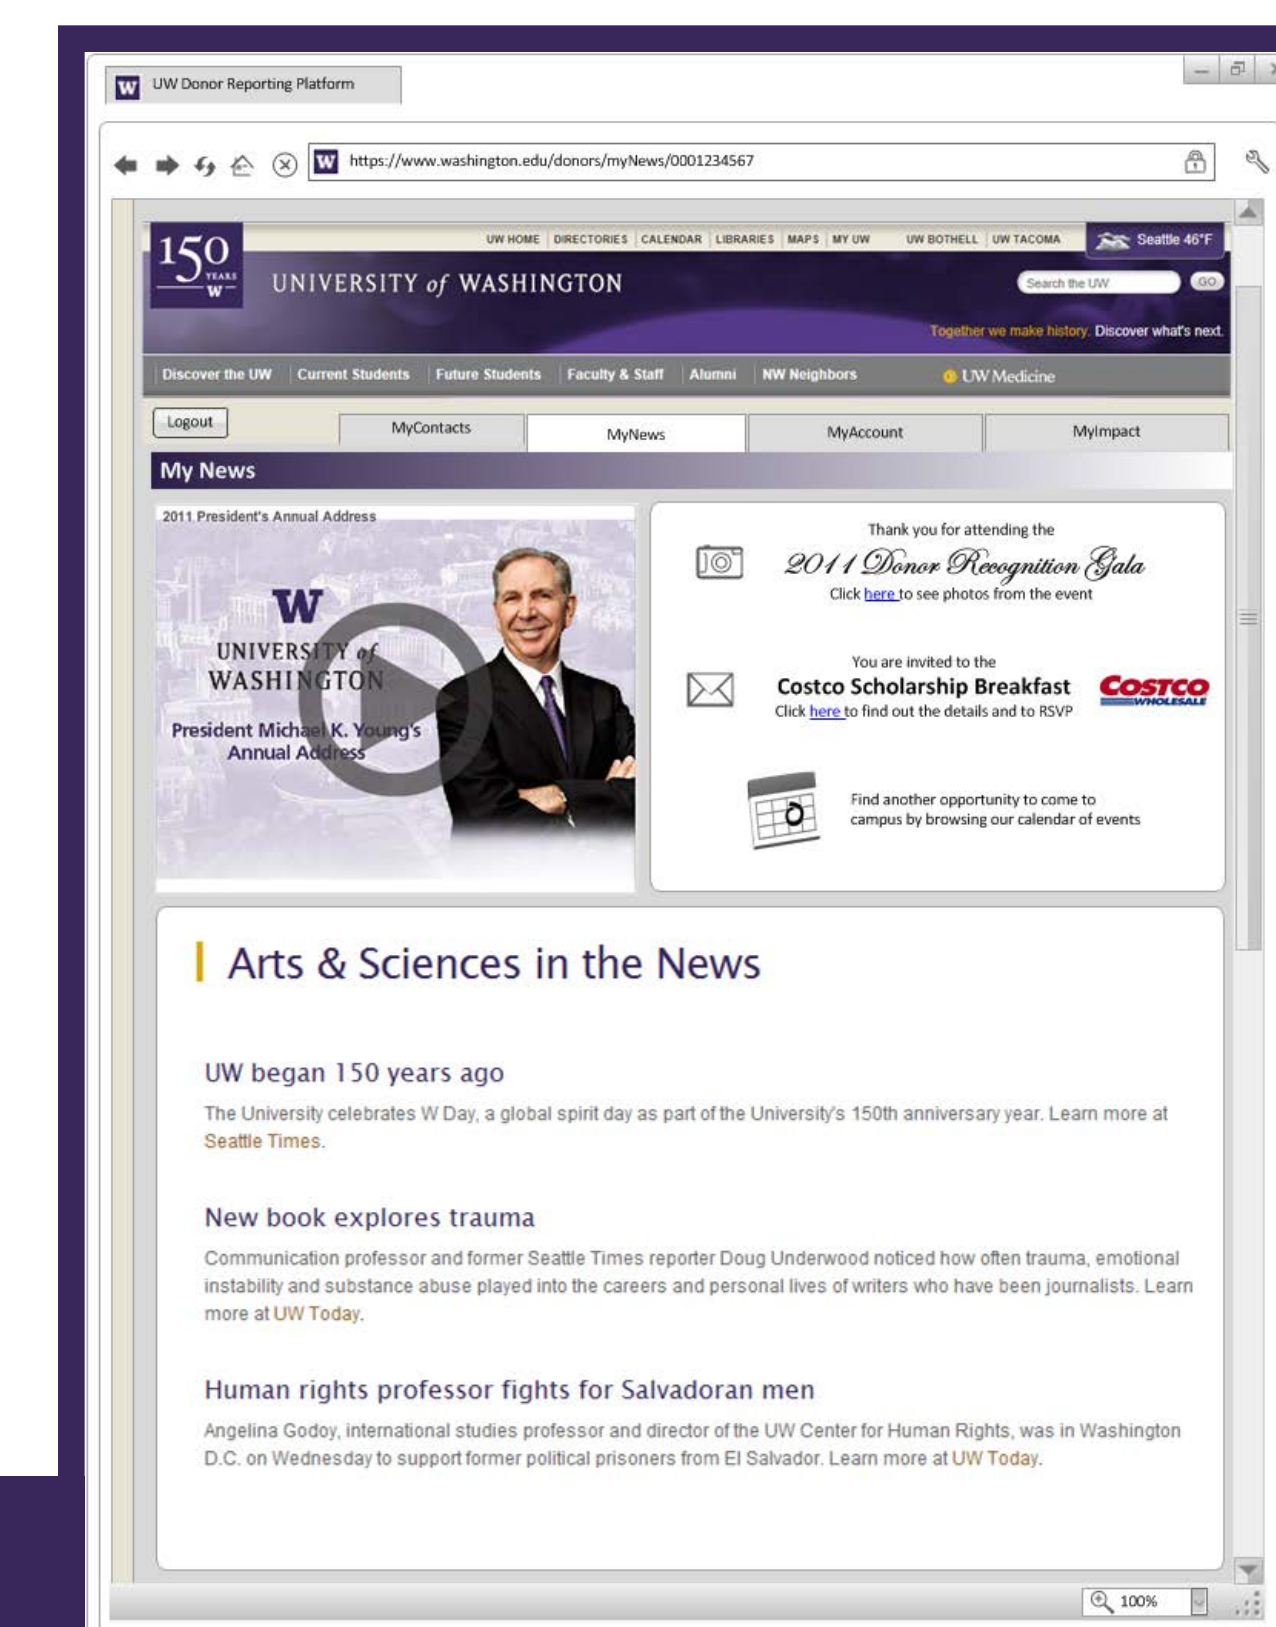 W UW Donor Reporting Platform
W https://www.washington.edu/donors/myNews/0001234567
150
YEARS
W
UW HOME DIRECTORIES CALENDAR LIBRARIES MAPS MY UW UW BOTHELL UW TACOMA Seattle 46°F
UNIVERSITY of WASHINGTON
Search the UW GO
Together we make history. Discover what's next.
Discover the UW Current Students Future Students Faculty & Staff Alumni NW Neighbors UW Medicine
Logout MyContacts MyNews MyAccount MyImpact
My News
2011 President's Annual Address
W
UNIVERSITY of
WASHINGTON
President Michael K. Young's
Annual Address
Thank you for attending the
2011 Donor Recognition Gala
Click here to see photos from the event
You are invited to the
Costco Scholarship Breakfast
Click here to find out the details and to RSVP
COSTCO
WHOLESALE
Find another opportunity to come to
campus by browsing our calendar of events
Arts & Sciences in the News
UW began 150 years ago
The University celebrates W Day, a global spirit day as part of the University's 150th anniversary year. Learn more at
Seattle Times.
New book explores trauma
Communication professor and former Seattle Times reporter Doug Underwood noticed how often trauma, emotional
instability and substance abuse played into the careers and personal lives of writers who have been journalists. Learn
more at UW Today.
Human rights professor fights for Salvadoran men
Angelina Godoy, international studies professor and director of the UW Center for Human Rights, was in Washington
D.C. on Wednesday to support former political prisoners from El Salvador. Learn more at UW Today.
100%